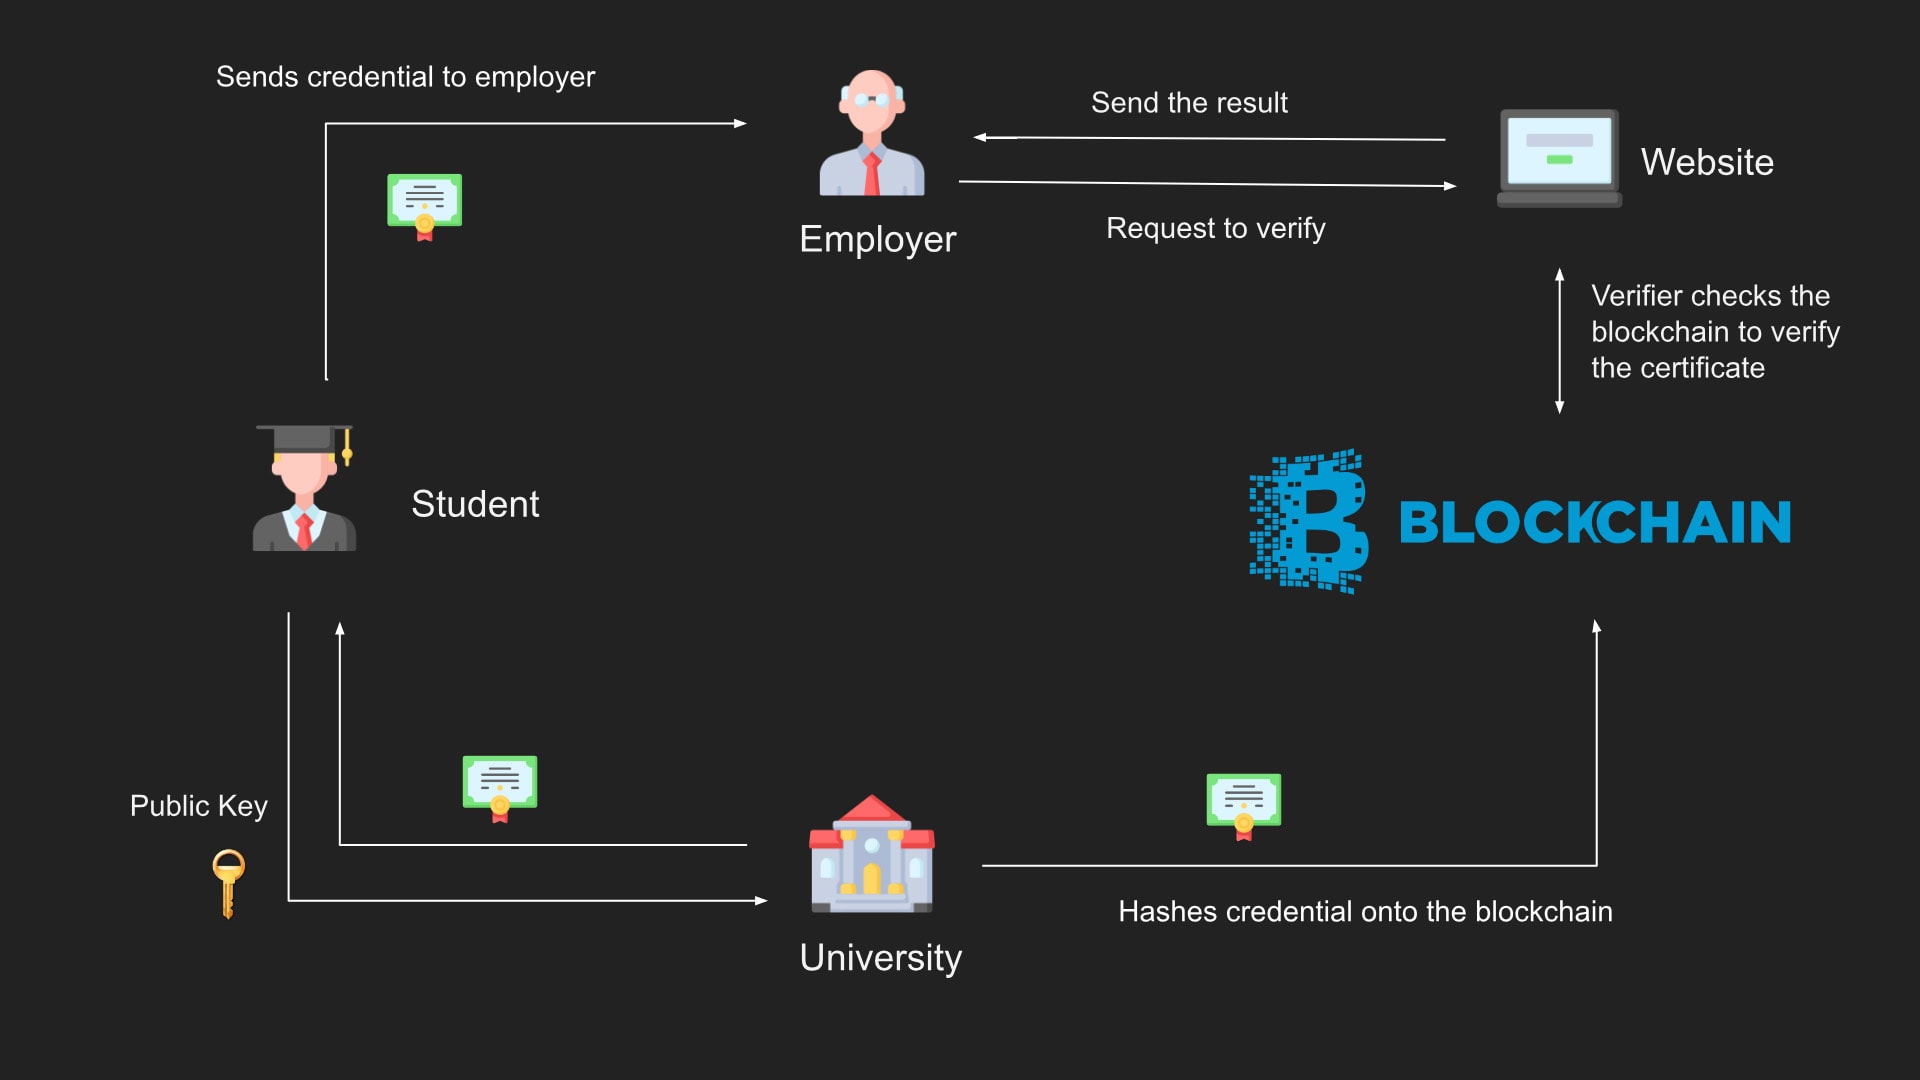 Sends credential to employer
Send the result
Website
Employer
Request to verify
Verifier checks the
blockchain to verify
the certificate
Student
BLOCKCHAIN
Public Key
Hashes credential onto the blockchain
University